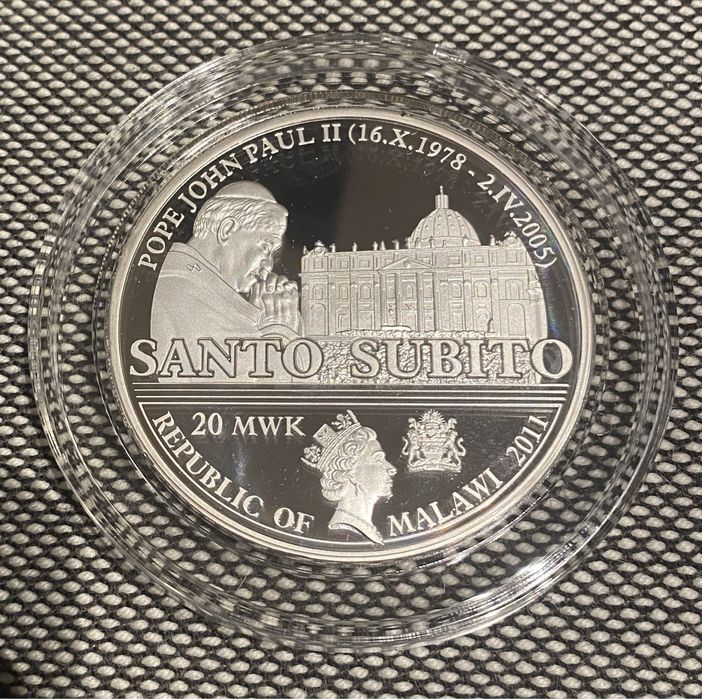 POPE JOHN PAUL II (16.X.1978 - 2.IV.2005)
SANTO SUBITO
20 MWK
REPUBLIC OF MALAWI 2011